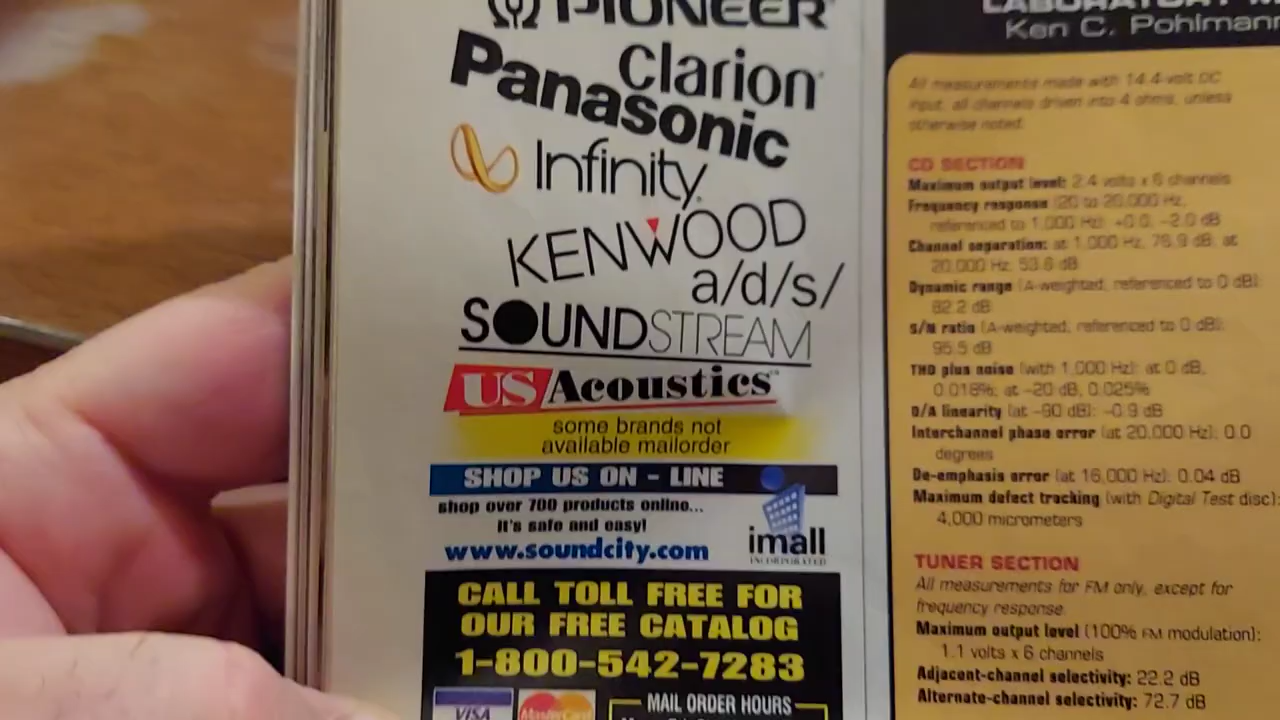 PIONEER
Clarion
Panasonic
Infinity
KENWOOD
a/d/s/
SOUNDSTREAM
US Acoustics™
some brands not
available mailorder
SHOP US ON - LINE
shop over 700 products online...
it's safe and easy!
www.soundcity.com
imall
INCORPORATED
CALL TOLL FREE FOR
OUR FREE CATALOG
1-800-542-7283
VISA
MasterCard
MAIL ORDER HOURS
LABORATORY
Ken C. Pohlmann
All measurements made with 14.4-volt DC
input, all channels driven into 4 ohms, unless
otherwise noted.
CD SECTION
Maximum output level: 2.4 volts x 6 channels
Frequency response (20 to 20,000 Hz,
referenced to 1,000 Hz): +0.0, -2.0 dB
Channel separation: at 1,000 Hz, 76.9 dB; at
20,000 Hz, 53.6 dB
Dynamic range (A-weighted, referenced to 0 dB):
82.2 dB
S/N ratio (A-weighted, referenced to 0 dB):
95.5 dB
THD plus noise (with 1,000 Hz): at 0 dB,
0.018%; at -20 dB, 0.025%
D/A linearity (at -90 dB): -0.9 dB
Interchannel phase error (at 20,000 Hz): 0.0
degrees
De-emphasis error (at 16,000 Hz): 0.04 dB
Maximum defect tracking (with Digital Test disc):
4,000 micrometers
TUNER SECTION
All measurements for FM only, except for
frequency response.
Maximum output level (100% FM modulation):
1.1 volts x 6 channels
Adjacent-channel selectivity: 22.2 dB
Alternate-channel selectivity: 72.7 dB